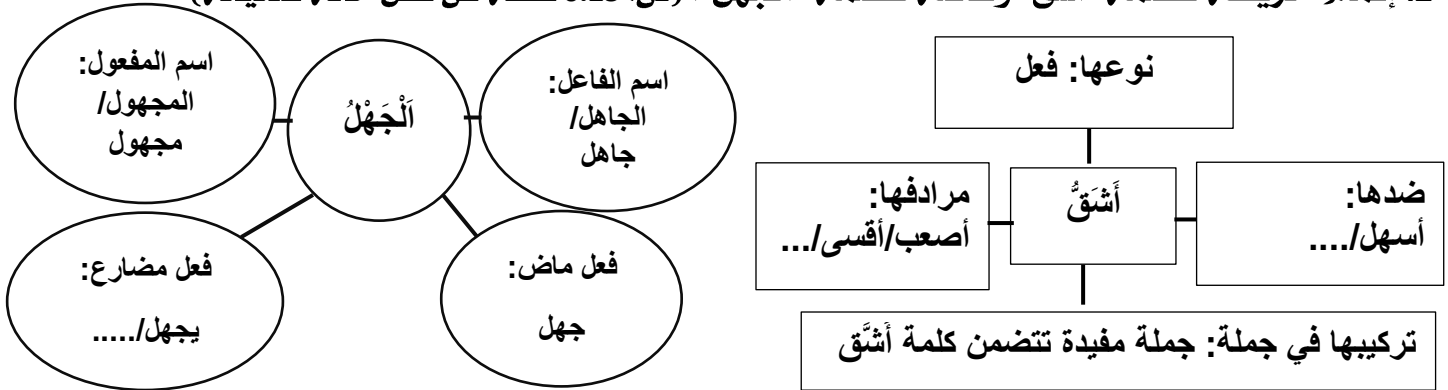 نوعها: فعل
ضدها:
أسهل/....
أَشَقُّ
مرادفها:
أصعب/أقسى/...
تركيبها في جملة: جملة مفيدة تتضمن كلمة أَشَّق
اسم الفاعل:
الجاهل/
جاهل
اَلْجَهْلُ
اسم المفعول:
المجهول/
مجهول
فعل ماض:
جهل
فعل مضارع:
يجهل/.....